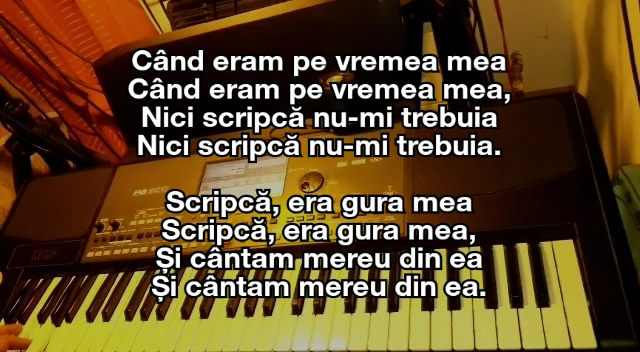 Când eram pe vremea mea
Când eram pe vremea mea,
Nici scripcă nu-mi trebuia
Nici scripcă nu-mi trebuia.
Scripcă, era gura mea
Scripcă, era gura mea,
Și cântam mereu din ea
Și cântam mereu din ea.